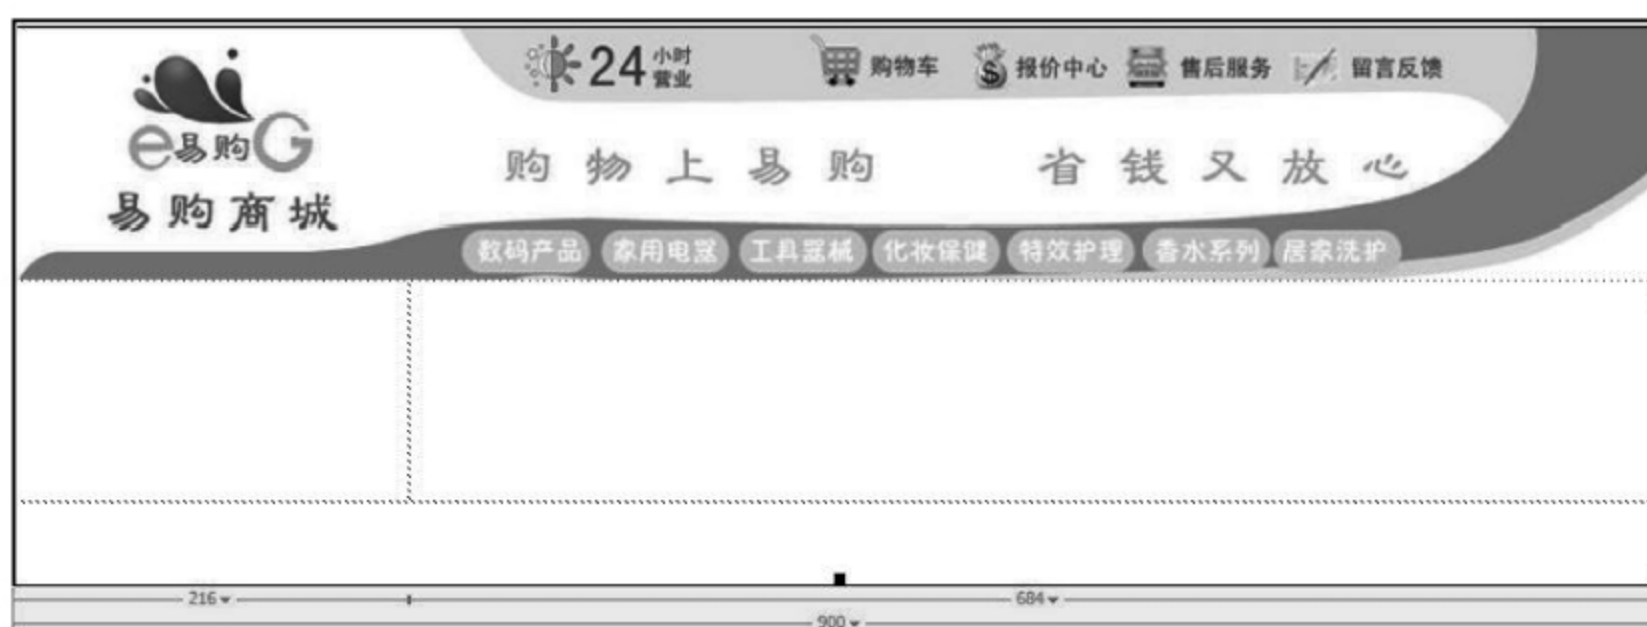 24 小时营业
购物车 报价中心 售后服务 留言反馈
e易购G
易购商城
购物上易购 省钱又放心
数码产品 家用电器 工具器械 化妆保健 特效护理 香水系列 居家洗护
216 684
900